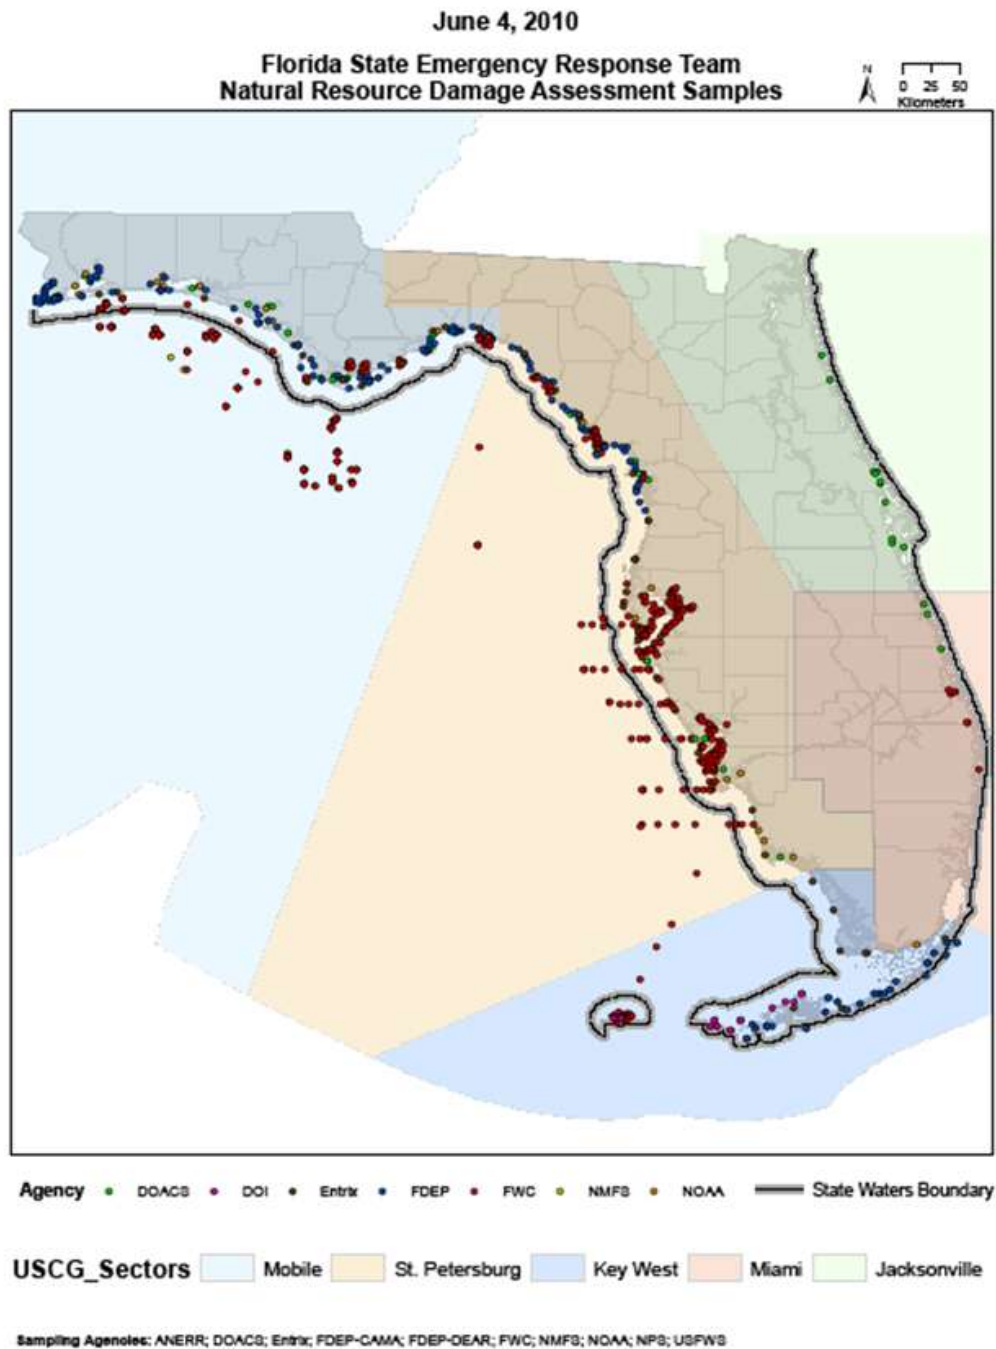 June 4, 2010
Florida State Emergency Response Team
Natural Resource Damage Assessment Samples
N
0 25 50
Kilometers
Agency DOACS DOI Entrix FDEP FWC NMFS NOAA State Waters Boundary
USCG_Sectors Mobile St. Petersburg Key West Miami Jacksonville
Sampling Agencies: ANERR; DOACS; Entrix; FDEP-CAMA; FDEP-DEAR; FWC; NMFS; NOAA; NPS; USFWS